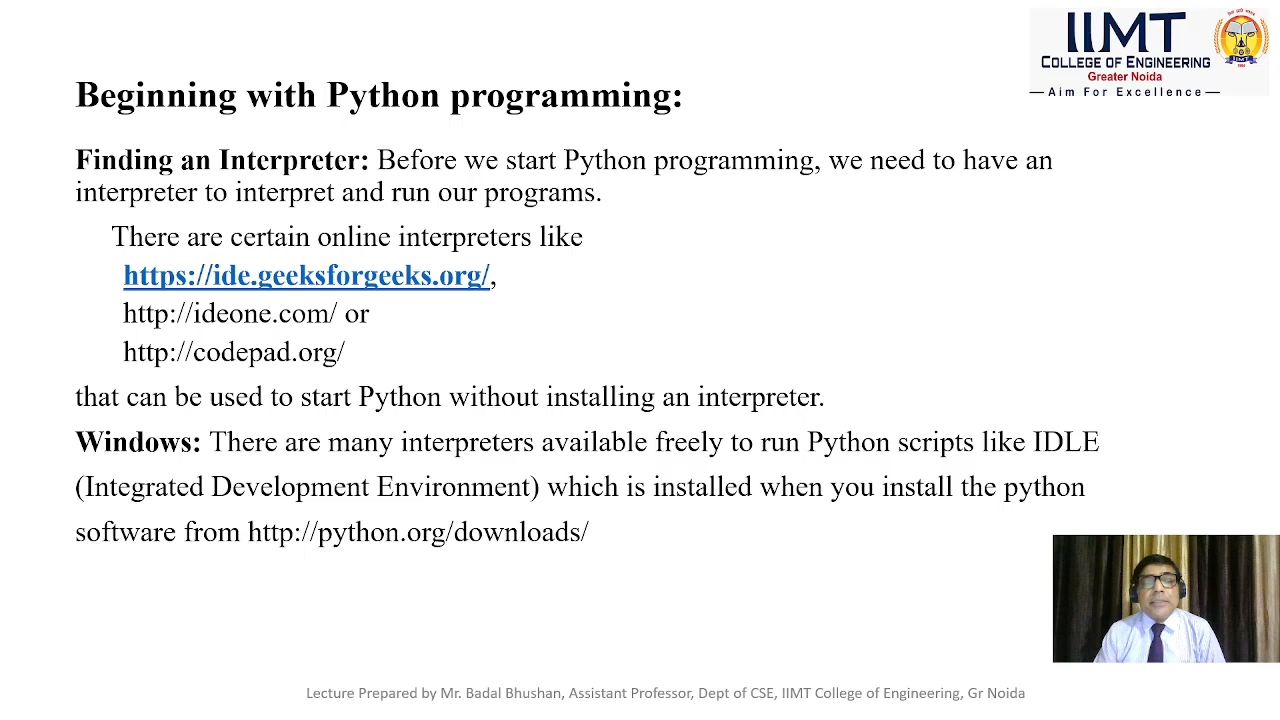 IIMT
COLLEGE OF ENGINEERING
Greater Noida
Aim For Excellence
Beginning with Python programming:
Finding an Interpreter: Before we start Python programming, we need to have an
interpreter to interpret and run our programs.
There are certain online interpreters like
https://ide.geeksforgeeks.org/,
http://ideone.com/ or
http://codepad.org/
that can be used to start Python without installing an interpreter.
Windows: There are many interpreters available freely to run Python scripts like IDLE
(Integrated Development Environment) which is installed when you install the python
software from http://python.org/downloads/
Lecture Prepared by Mr. Badal Bhushan, Assistant Professor, Dept of CSE, IIMT College of Engineering, Gr Noida